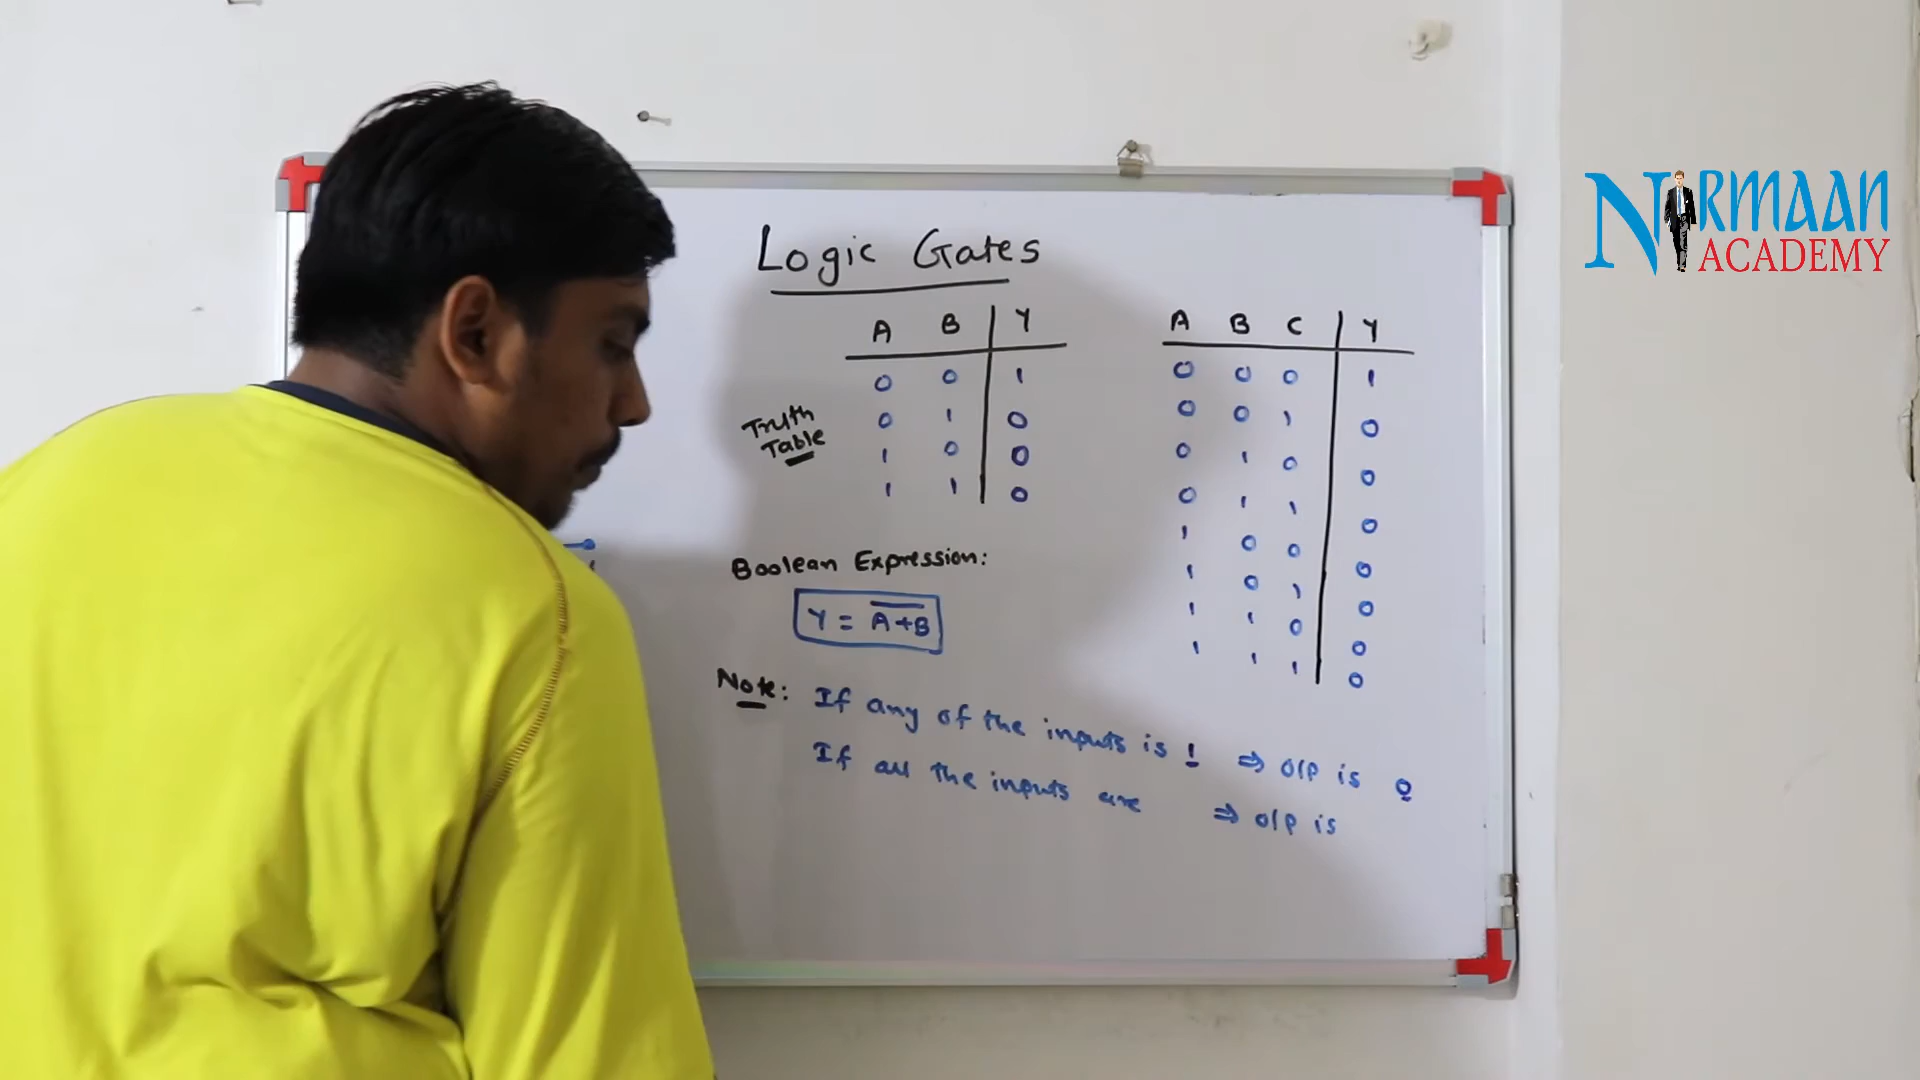 NIRMAAN
ACADEMY
Logic Gates
A B Y
0 0 1
0 1 0
1 0 0
1 1 0
Truth
Table
A B C Y
0 0 0 1
0 0 1 0
0 1 0 0
0 1 1 0
1 0 0 0
1 0 1 0
1 1 0 0
1 1 1 0
Boolean Expression:
Y = \overline{A+B}
Note: If any of the inputs is 1 ⇒ o/p is 0
If all the inputs are ⇒ o/p is